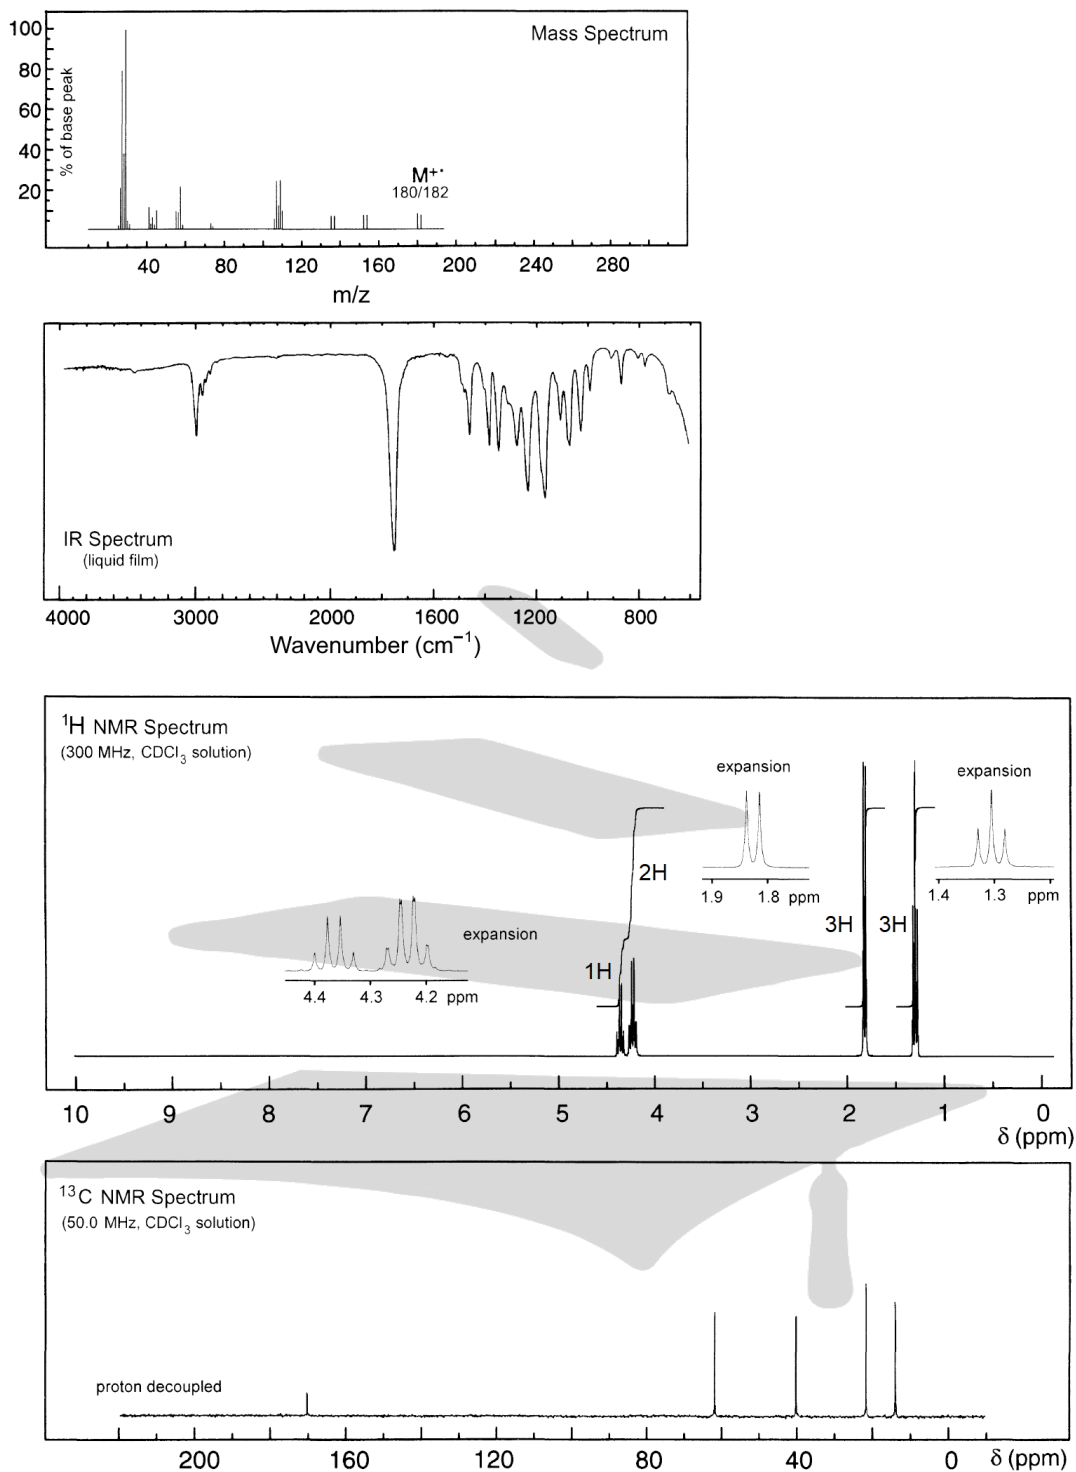 Mass Spectrum
% of base peak
100
80
60
40
20
M+·
180/182
40 80 120 160 200 240 280
m/z
IR Spectrum
(liquid film)
4000 3000 2000 1600 1200 800
Wavenumber (cm⁻¹)
¹H NMR Spectrum
(300 MHz, CDCl₃ solution)
expansion
1.9 1.8 ppm
expansion
1.4 1.3 ppm
expansion
4.4 4.3 4.2 ppm
1H
2H
3H
3H
10 9 8 7 6 5 4 3 2 1 0
δ (ppm)
¹³C NMR Spectrum
(50.0 MHz, CDCl₃ solution)
proton decoupled
200 160 120 80 40 0 δ (ppm)